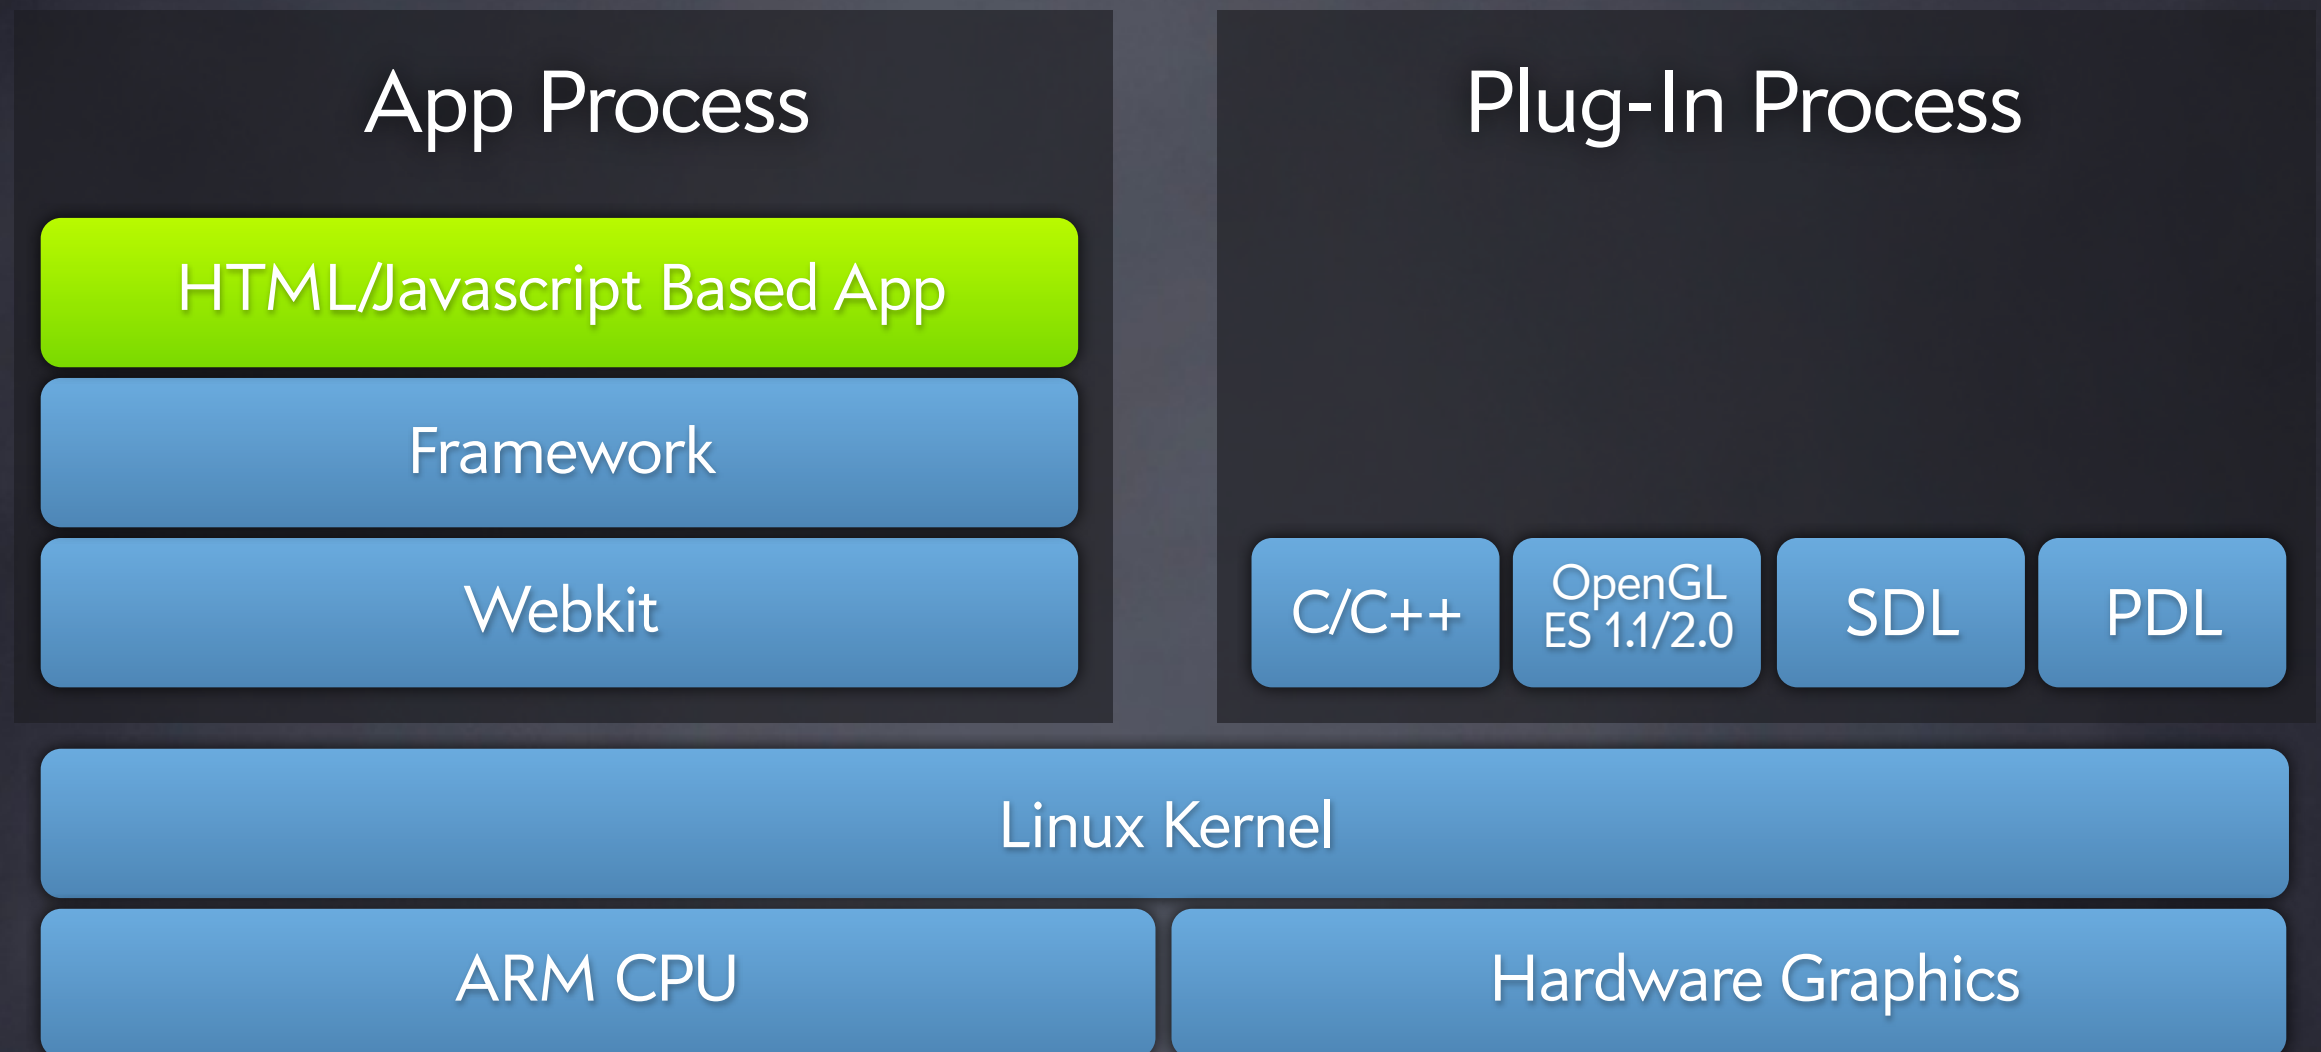 App Process
Plug-In Process
HTML/Javascript Based App
Framework
Webkit
C/C++
OpenGL
ES 1.1/2.0
SDL
PDL
Linux Kernel
ARM CPU
Hardware Graphics